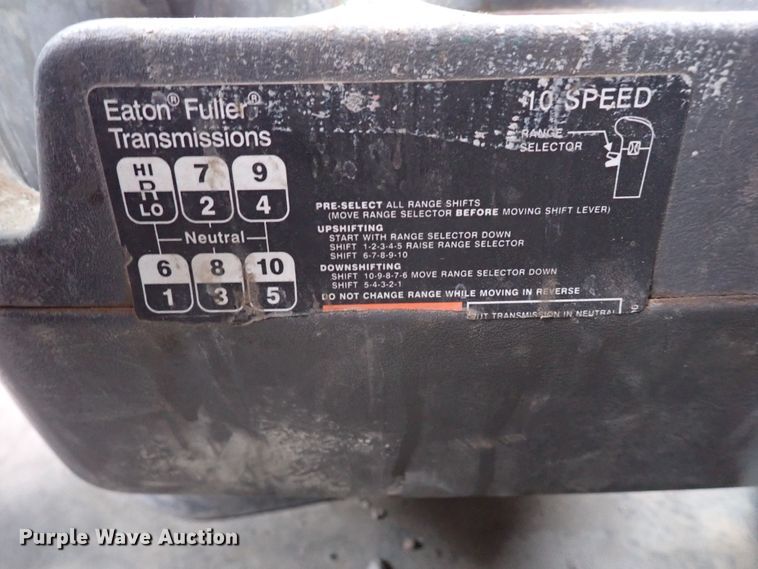 Eaton® Fuller®
Transmissions
10 SPEED
RANGE
SELECTOR
HI
R
LO
7
2
9
4
Neutral
6
1
8
3
10
5
PRE-SELECT ALL RANGE SHIFTS
(MOVE RANGE SELECTOR BEFORE MOVING SHIFT LEVER)
UPSHIFTING
START WITH RANGE SELECTOR DOWN
SHIFT 1-2-3-4-5 RAISE RANGE SELECTOR
SHIFT 6-7-8-9-10
DOWNSHIFTING
SHIFT 10-9-8-7-6 MOVE RANGE SELECTOR DOWN
SHIFT 5-4-3-2-1
DO NOT CHANGE RANGE WHILE MOVING IN REVERSE
TRANSMISSION IN NEUTRAL
Purple Wave Auction